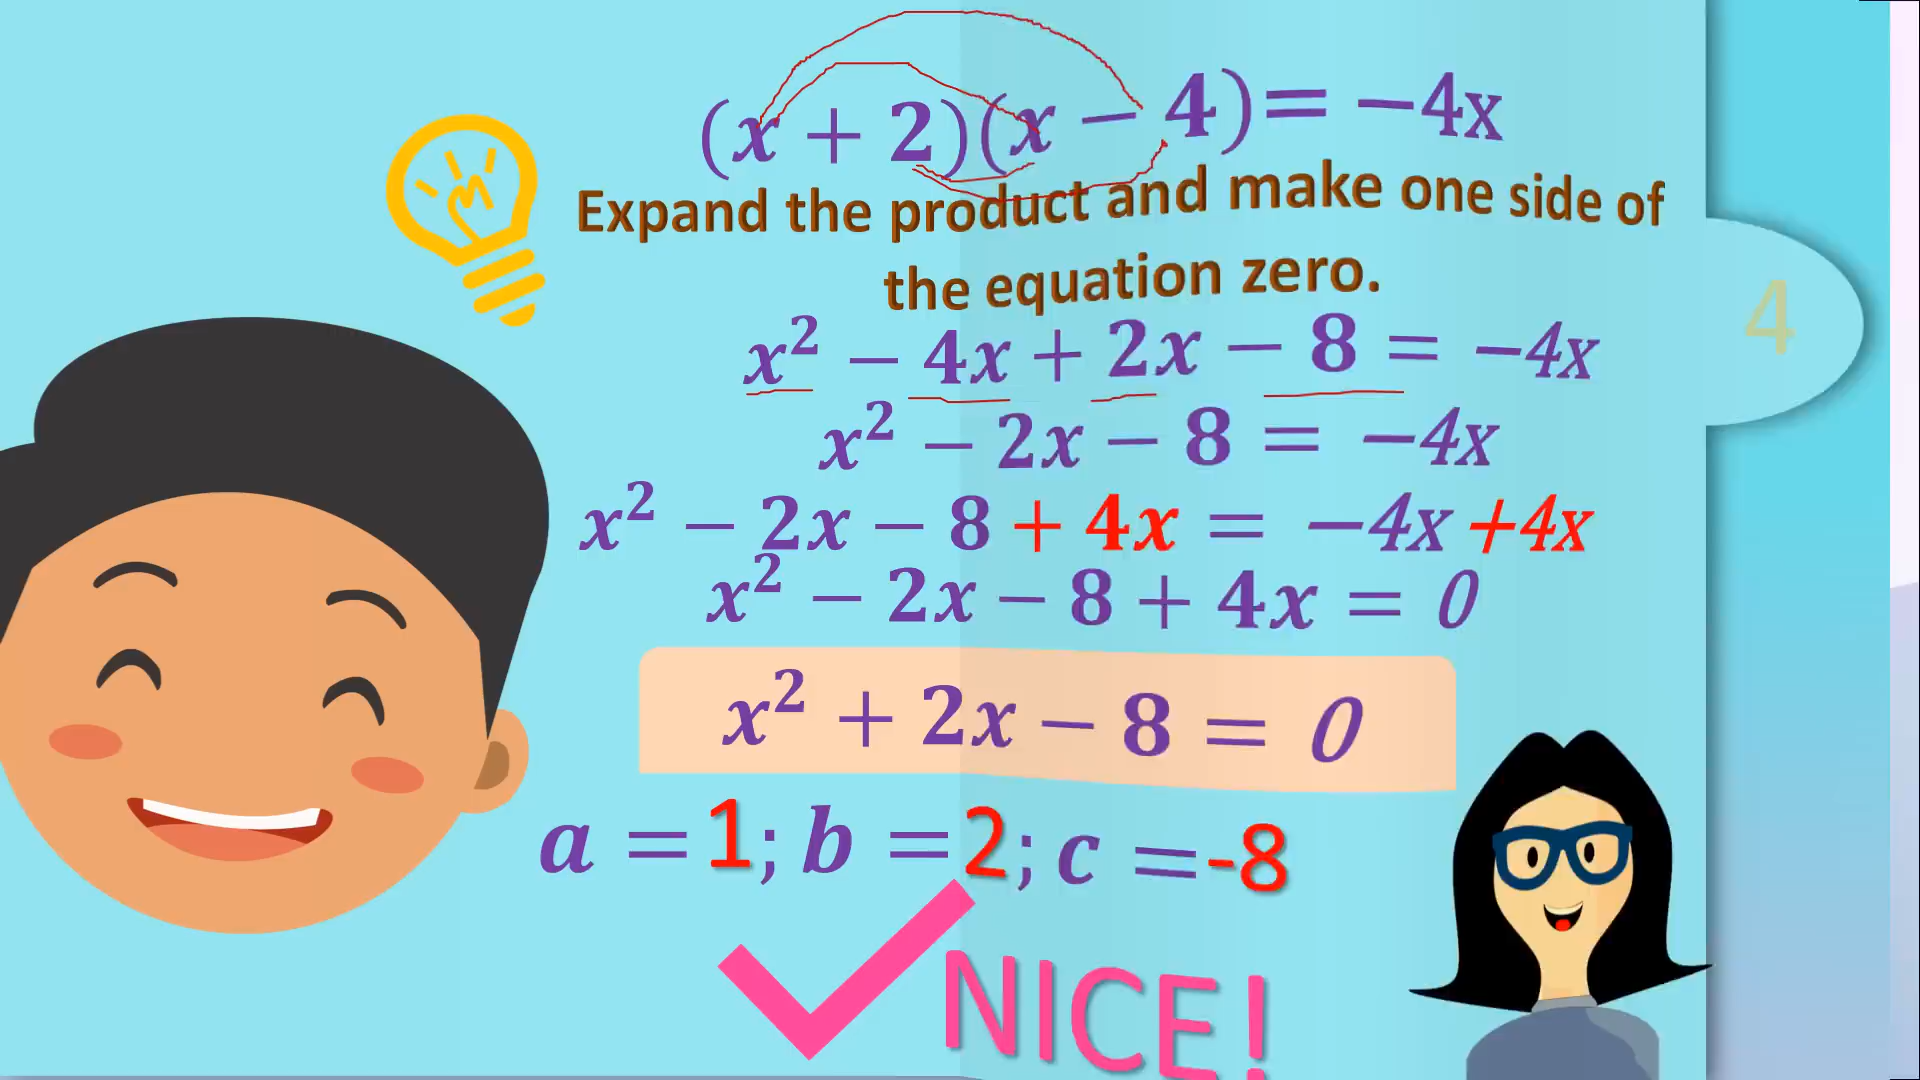 (x + 2)(x − 4) = −4x
Expand the product and make one side of
the equation zero.
x² − 4x + 2x − 8 = −4x
x² − 2x − 8 = −4x
x² − 2x − 8 + 4x = −4x +4x
x² − 2x − 8 + 4x = 0
x² + 2x − 8 = 0
a = 1; b = 2; c = -8
NICE!
4